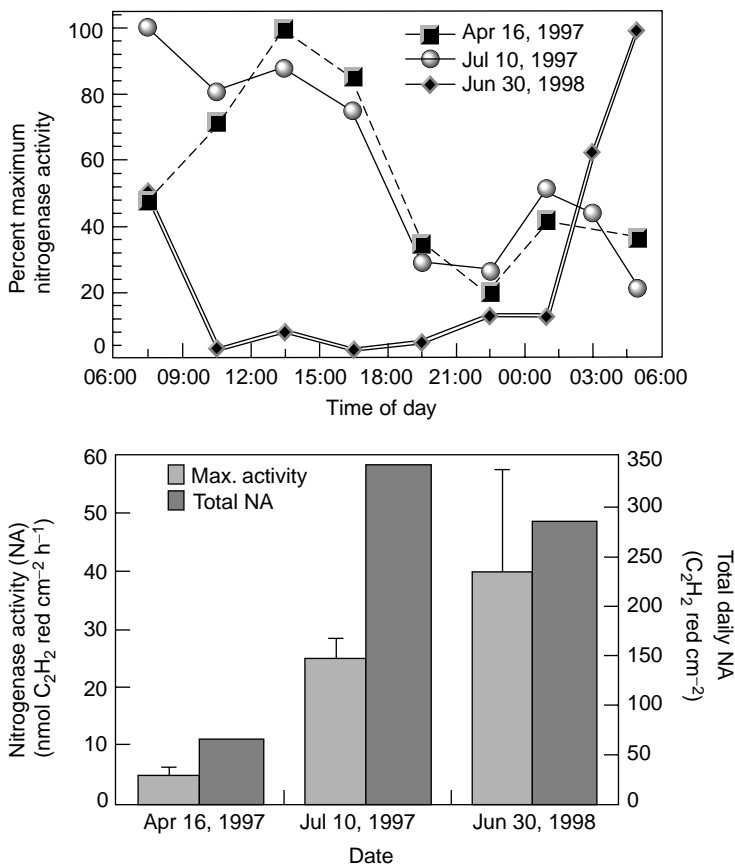 Percent maximum
nitrogenase activity
100
80
60
40
20
0
Apr 16, 1997
Jul 10, 1997
Jun 30, 1998
06:00 09:00 12:00 15:00 18:00 21:00 00:00 03:00 06:00
Time of day
Nitrogenase activity (NA)
(nmol C₂H₂ red cm⁻² h⁻¹)
60
50
40
30
20
10
0
Max. activity
Total NA
350
300
250
200
150
100
50
0
Total daily NA
(C₂H₂ red cm⁻²)
Apr 16, 1997 Jul 10, 1997 Jun 30, 1998
Date